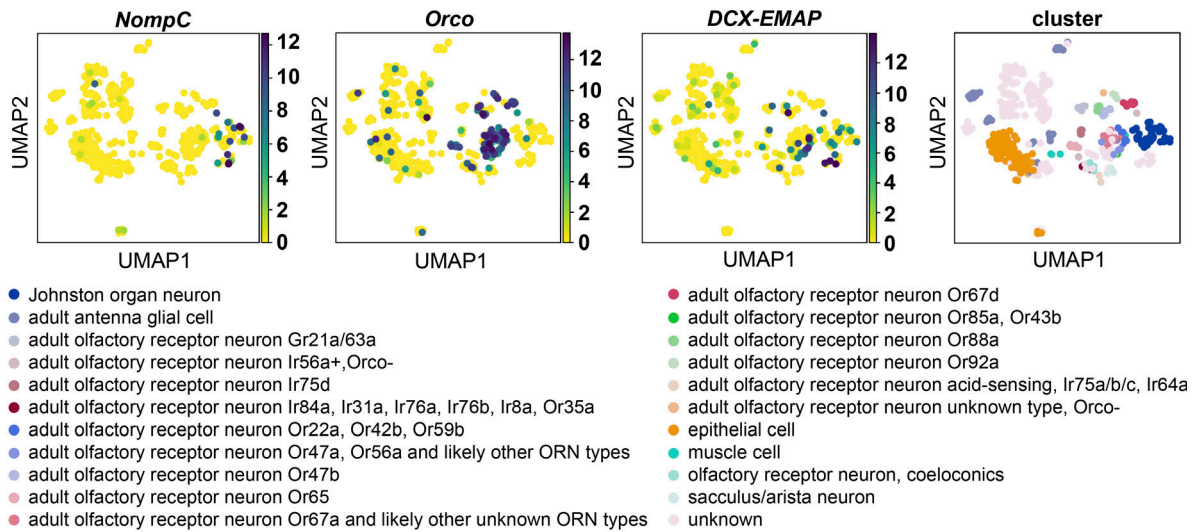 NompC
Orco
DCX-EMAP
cluster
UMAP2
UMAP1
12
10
8
6
4
2
0
UMAP2
UMAP1
12
10
8
6
4
2
0
UMAP2
UMAP1
12
10
8
6
4
2
0
UMAP2
UMAP1
Johnston organ neuron
adult antenna glial cell
adult olfactory receptor neuron Gr21a/63a
adult olfactory receptor neuron Ir56a+,Orco-
adult olfactory receptor neuron Ir75d
adult olfactory receptor neuron Ir84a, Ir31a, Ir76a, Ir76b, Ir8a, Or35a
adult olfactory receptor neuron Or22a, Or42b, Or59b
adult olfactory receptor neuron Or47a, Or56a and likely other ORN types
adult olfactory receptor neuron Or47b
adult olfactory receptor neuron Or65
adult olfactory receptor neuron Or67a and likely other unknown ORN types
adult olfactory receptor neuron Or67d
adult olfactory receptor neuron Or85a, Or43b
adult olfactory receptor neuron Or88a
adult olfactory receptor neuron Or92a
adult olfactory receptor neuron acid-sensing, Ir75a/b/c, Ir64a
adult olfactory receptor neuron unknown type, Orco-
epithelial cell
muscle cell
olfactory receptor neuron, coeloconics
sacculus/arista neuron
unknown